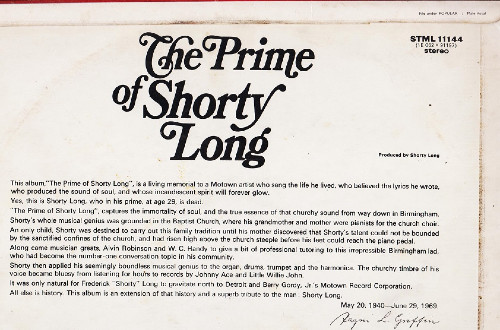 File under POPULAR : Male Vocal
STML 11144
stereo
The Prime
of Shorty
Long
Produced by Shorty Long
This album,"The Prime of Shorty Long", is a living memorial to a Motown artist who sang the life he lived, who believed the lyrics he wrote,
who produced the sound of soul, and whose incandescent spirit will forever glow.
Yes, this is Shorty Long, who in his prime, at age 29, is dead.
"The Prime of Shorty Long", captures the immortality of soul, and the true essence of that churchy sound from way down in Birmingham.
Shorty's whole musical genius was grounded in the Baptist Church, where his grandmother and mother were pianists for the church choir.
An only child, Shorty was destined to carry out this family tradition until his mother discovered that Shorty's talent could not be bounded
by the sanctified confines of the church, and had risen high above the church steeple before his feet could reach the piano pedal.
Along came musician greats, Alvin Robinson and W. C. Handy to give a bit of professional tutoring to this irrepressible Birmingham lad,
who had become the number-one conversation topic in his community.
Shorty then applied his seemingly boundless musical genius to the organ, drums, trumpet and the harmonica. The churchy timbre of his
voice became bluesy from listening for hours to records by Johnny Ace and Little Willie John.
It was only natural for Frederick "Shorty" Long to gravitate north to Detroit and Barry Gordy, Jr's Motown Record Corporation.
All else is history. This album is an extension of that history and a superb tribute to the man: Shorty Long.
May 20, 1940—June 29, 1969.